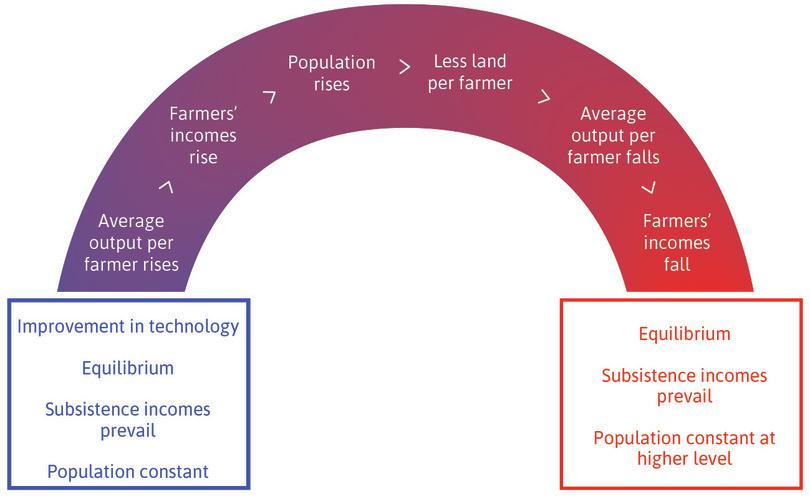 Improvement in technology
Equilibrium
Subsistence incomes
prevail
Population constant
Average
output per
farmer rises
>
Farmers’
incomes
rise
>
Population
rises
>
Less land
per farmer
>
Average
output per
farmer falls
>
Farmers’
incomes
fall
Equilibrium
Subsistence incomes
prevail
Population constant at
higher level